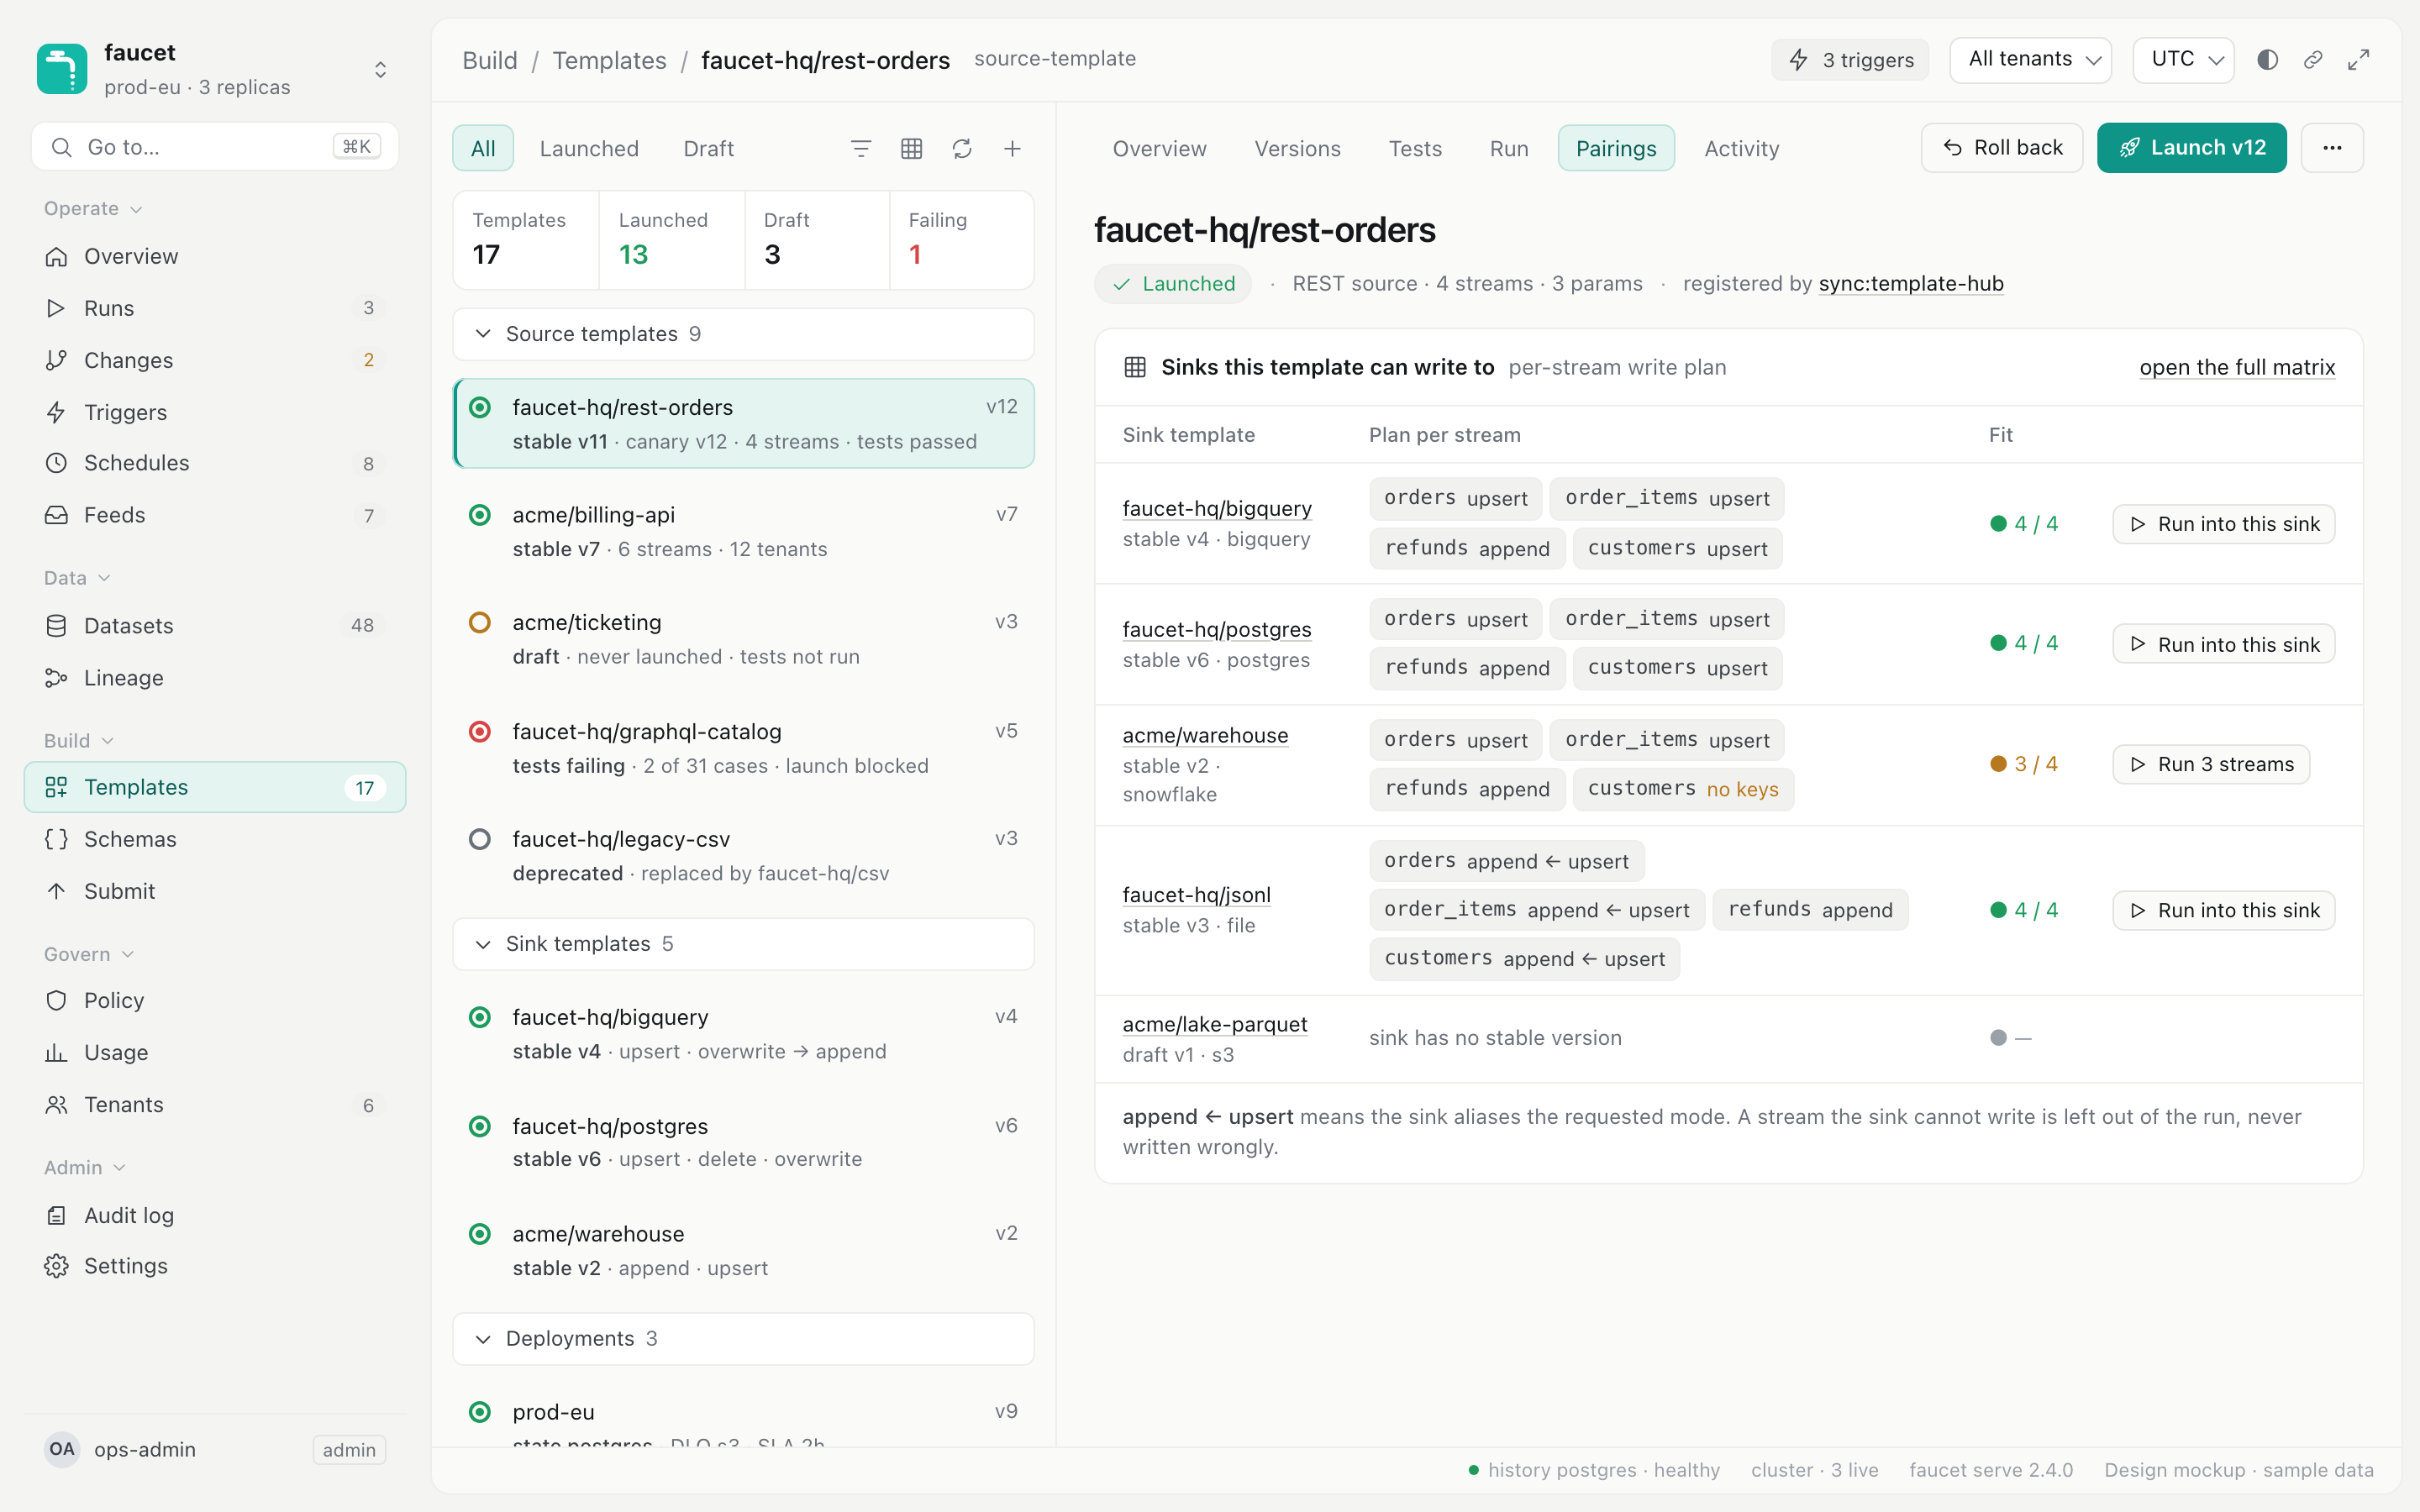 faucet
prod-eu · 3 replicas
Go to... ⌘K
Operate
Overview
Runs 3
Changes 2
Triggers
Schedules 8
Feeds 7
Data
Datasets 48
Lineage
Build
Templates 17
Schemas
Submit
Govern
Policy
Usage
Tenants 6
Admin
Audit log
Settings
OA ops-admin admin
Build / Templates / faucet-hq/rest-orders source-template
3 triggers All tenants UTC
All Launched Draft
Templates Launched Draft Failing
17 13 3 1
Source templates 9
faucet-hq/rest-orders v12
stable v11 · canary v12 · 4 streams · tests passed
acme/billing-api v7
stable v7 · 6 streams · 12 tenants
acme/ticketing v3
draft · never launched · tests not run
faucet-hq/graphql-catalog v5
tests failing · 2 of 31 cases · launch blocked
faucet-hq/legacy-csv v3
deprecated · replaced by faucet-hq/csv
Sink templates 5
faucet-hq/bigquery v4
stable v4 · upsert · overwrite → append
faucet-hq/postgres v6
stable v6 · upsert · delete · overwrite
acme/warehouse v2
stable v2 · append · upsert
Deployments 3
prod-eu v9
state postgres · DLQ s3 · SLA 2h
Overview Versions Tests Run Pairings Activity
Roll back Launch v12 ...
faucet-hq/rest-orders
Launched · REST source · 4 streams · 3 params · registered by sync:template-hub
Sinks this template can write to per-stream write plan open the full matrix
Sink template Plan per stream Fit
faucet-hq/bigquery
stable v4 · bigquery
orders upsert order_items upsert
refunds append customers upsert
4 / 4 Run into this sink
faucet-hq/postgres
stable v6 · postgres
orders upsert order_items upsert
refunds append customers upsert
4 / 4 Run into this sink
acme/warehouse
stable v2 ·
snowflake
orders upsert order_items upsert
refunds append customers no keys
3 / 4 Run 3 streams
faucet-hq/jsonl
stable v3 · file
orders append ← upsert
order_items append ← upsert refunds append
customers append ← upsert
4 / 4 Run into this sink
acme/lake-parquet
draft v1 · s3
sink has no stable version
—
append ← upsert means the sink aliases the requested mode. A stream the sink cannot write is left out of the run, never
written wrongly.
history postgres · healthy cluster · 3 live faucet serve 2.4.0 Design mockup · sample data